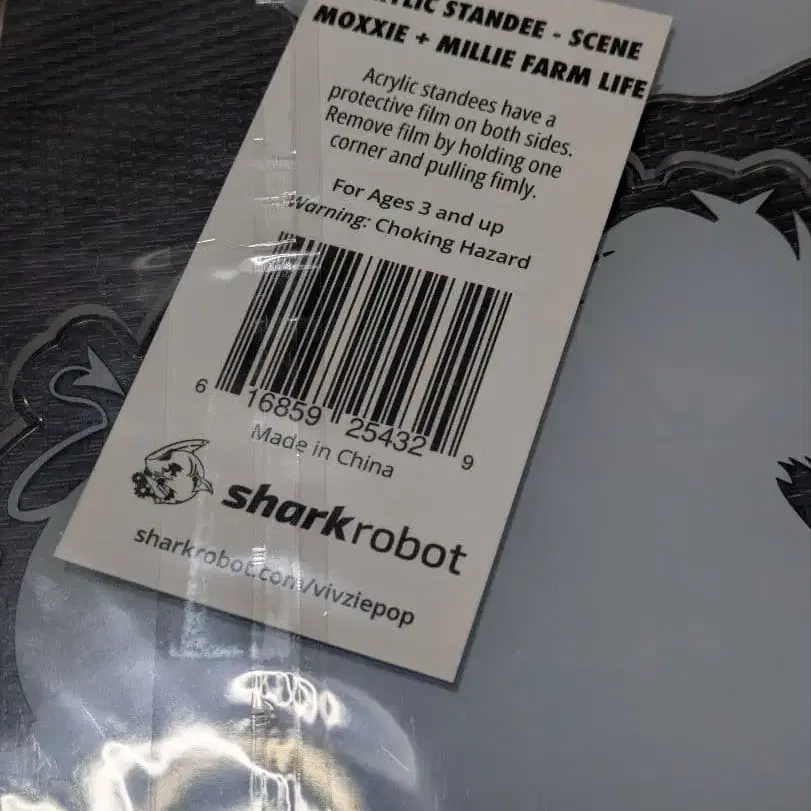 STANDEE - SCENE
MOXXIE + MILLIE FARM LIFE
Acrylic standees have a
protective film on both sides.
Remove film by holding one
corner and pulling fimly.
For Ages 3 and up
Warning: Choking Hazard
6 16859 25432 9
Made in China
sharkrobot
sharkrobot.com/vivziepop